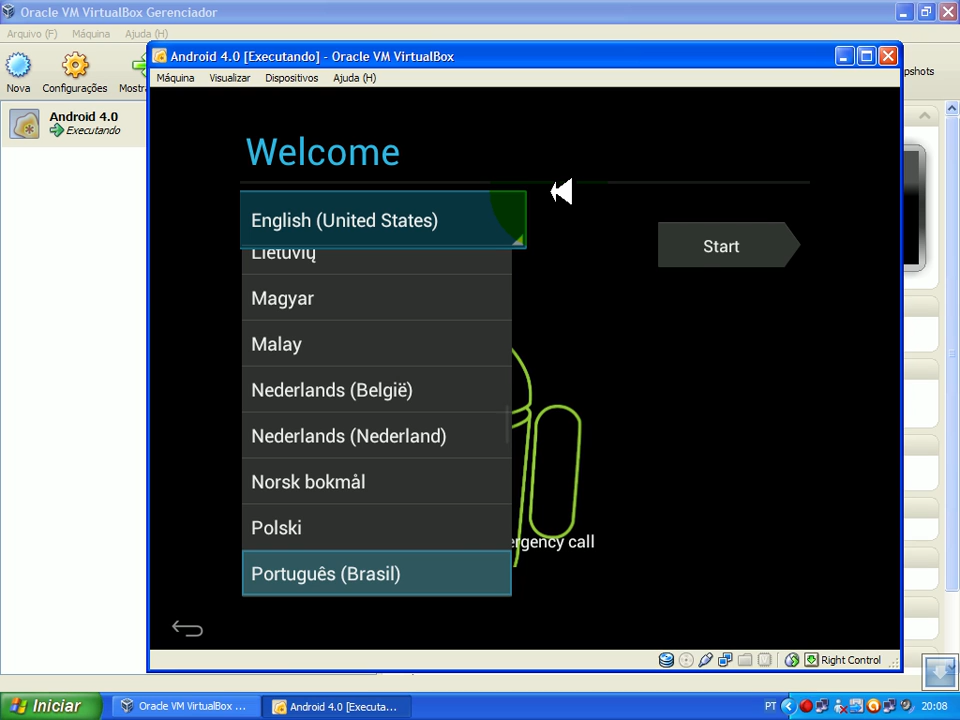 Oracle VM VirtualBox Gerenciador
Arquivo (F) Máquina Ajuda (H)
Nova
Configurações
pshots
Android 4.0
Executando
Android 4.0 [Executando] - Oracle VM VirtualBox
Máquina Visualizar Dispositivos Ajuda (H)
Welcome
English (United States)
Lietuvių
Magyar
Malay
Nederlands (België)
Nederlands (Nederland)
Norsk bokmål
Polski
Português (Brasil)
Start
ergency call
Right Control
Iniciar
Oracle VM VirtualBox ...
Android 4.0 [Executa...
PT
20:08